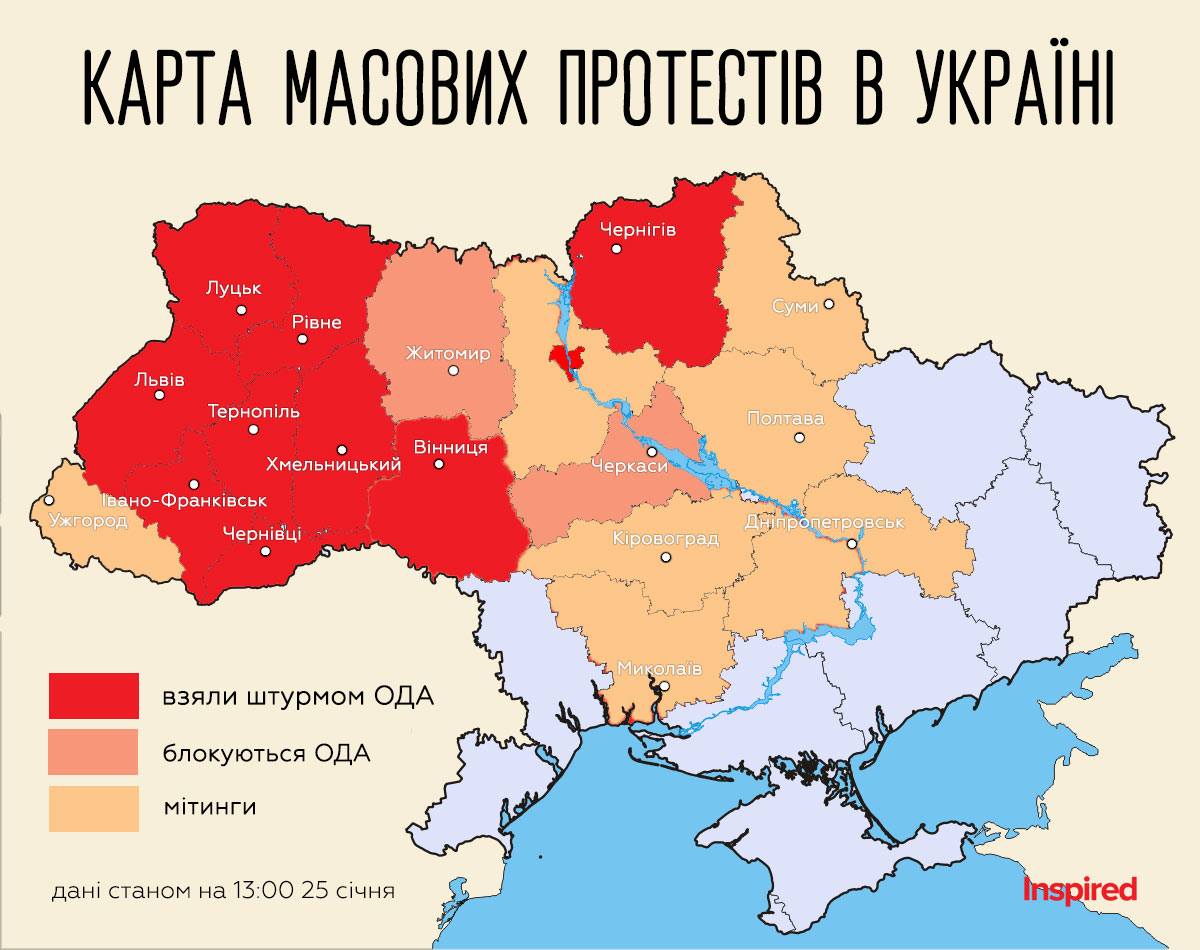 КАРТА МАСОВИХ ПРОТЕСТІВ В УКРАЇНІ
Чернігів
Луцьк
Суми
Рівне
Житомир
Львів
Тернопіль
Полтава
Вінниця
Хмельницький
Черкаси
Івано-Франківськ
Ужгород
Дніпропетровськ
Чернівці
Кіровоград
Миколаїв
взяли штурмом ОДА
блокуються ОДА
мітинги
дані станом на 13:00 25 січня
Inspired